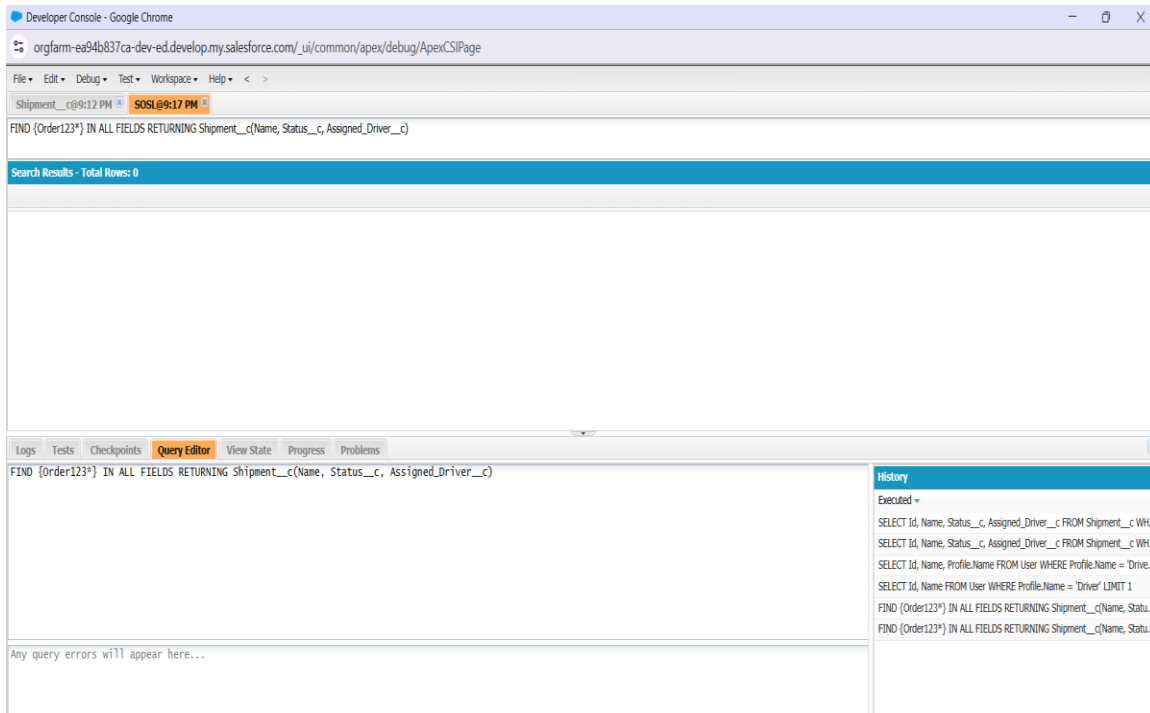 Developer Console - Google Chrome
orgfarm-ea94b837ca-dev-ed.develop.my.salesforce.com/_ui/common/apex/debug/ApexCSIPage
File Edit Debug Test Workspace Help < >
Shipment__c@9:12 PM SOSL@9:17 PM
FIND {Order123*} IN ALL FIELDS RETURNING Shipment__c(Name, Status__c, Assigned_Driver__c)
Search Results - Total Rows: 0
Logs Tests Checkpoints Query Editor View State Progress Problems
FIND {Order123*} IN ALL FIELDS RETURNING Shipment__c(Name, Status__c, Assigned_Driver__c)
Any query errors will appear here...
History
Executed
SELECT Id, Name, Status__c, Assigned_Driver__c FROM Shipment__c WH.
SELECT Id, Name, Status__c, Assigned_Driver__c FROM Shipment__c WH.
SELECT Id, Name, Profile.Name FROM User WHERE Profile.Name = 'Drive.
SELECT Id, Name FROM User WHERE Profile.Name = 'Driver' LIMIT 1
FIND {Order123*} IN ALL FIELDS RETURNING Shipment__c(Name, Statu.
FIND {Order123*} IN ALL FIELDS RETURNING Shipment__c(Name, Statu.